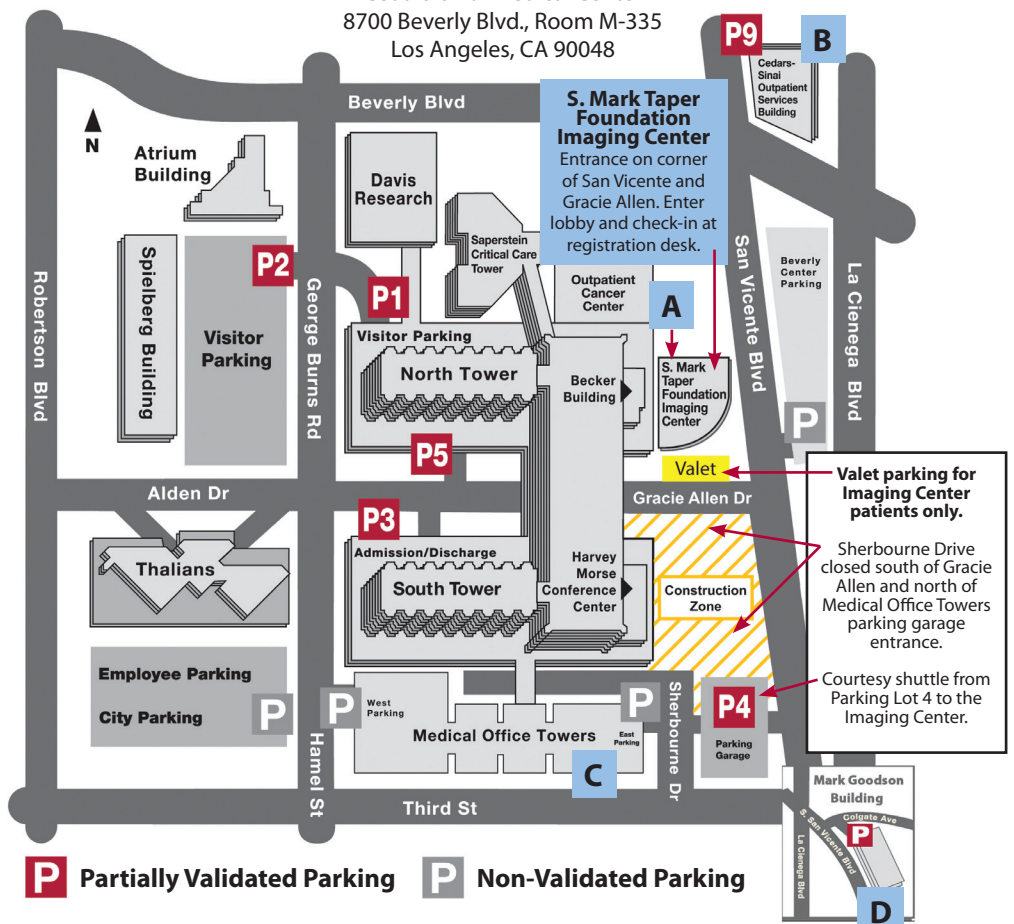 8700 Beverly Blvd., Room M-335
Los Angeles, CA 90048
P9
B
Cedars-
Sinai
Outpatient
Services
Building
Beverly Blvd
N
Atrium
Building
Davis
Research
S. Mark Taper
Foundation
Imaging Center
Entrance on corner
of San Vicente and
Gracie Allen. Enter
lobby and check-in at
registration desk.
Saperstein
Critical Care
Tower
Outpatient
Cancer
Center
San Vicente Blvd
Beverly
Center
Parking
La Cienega Blvd
Robertson Blvd
Spielberg Building
P2
Visitor
Parking
George Burns Rd
P1
A
Visitor Parking
North Tower
Becker
Building
S. Mark
Taper
Foundation
Imaging
Center
P
P5
Valet
Valet parking for
Imaging Center
patients only.
Alden Dr
Gracie Allen Dr
P3
Admission/Discharge
South Tower
Harvey
Morse
Conference
Center
Construction
Zone
Sherbourne Drive
closed south of Gracie
Allen and north of
Medical Office Towers
parking garage
entrance.
Thalians
Courtesy shuttle from
Parking Lot 4 to the
Imaging Center.
Employee Parking
City Parking
P
Hamel St
P
West
Parking
Medical Office Towers
P
East
Parking
Sherbourne Dr
P4
Parking
Garage
C
Third St
Mark Goodson
Building
Colgate Ave
P
S. San Vicente Blvd
La Cienega Blvd
D
P Partially Validated Parking
P Non-Validated Parking